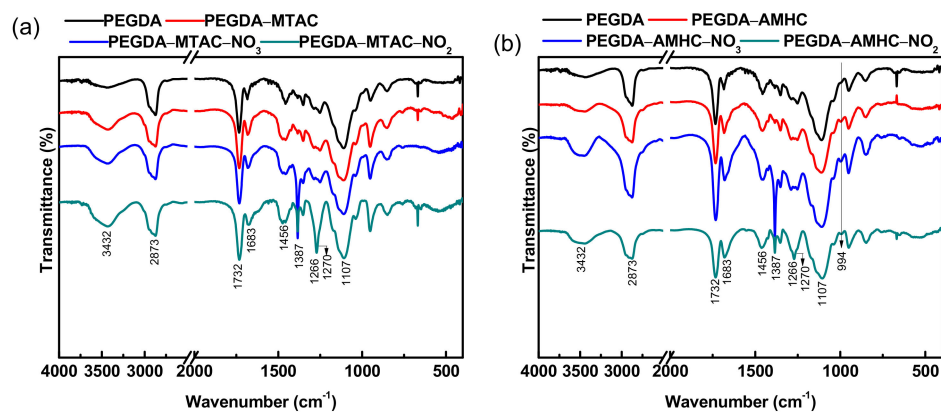 (a)
PEGDA PEGDA–MTAC
PEGDA–MTAC–NO3 PEGDA–MTAC–NO2
Transmittance (%)
3432
2873
1732
1683
1456
1387
1266
1270
1107
4000 3500 3000 2000 1500 1000 500
Wavenumber (cm-1)
(b)
PEGDA PEGDA–AMHC
PEGDA–AMHC–NO3 PEGDA–AMHC–NO2
Transmittance (%)
3432
2873
1732
1683
1456
1387
1266
1270
1107
994
4000 3500 3000 2000 1500 1000 500
Wavenumber (cm-1)